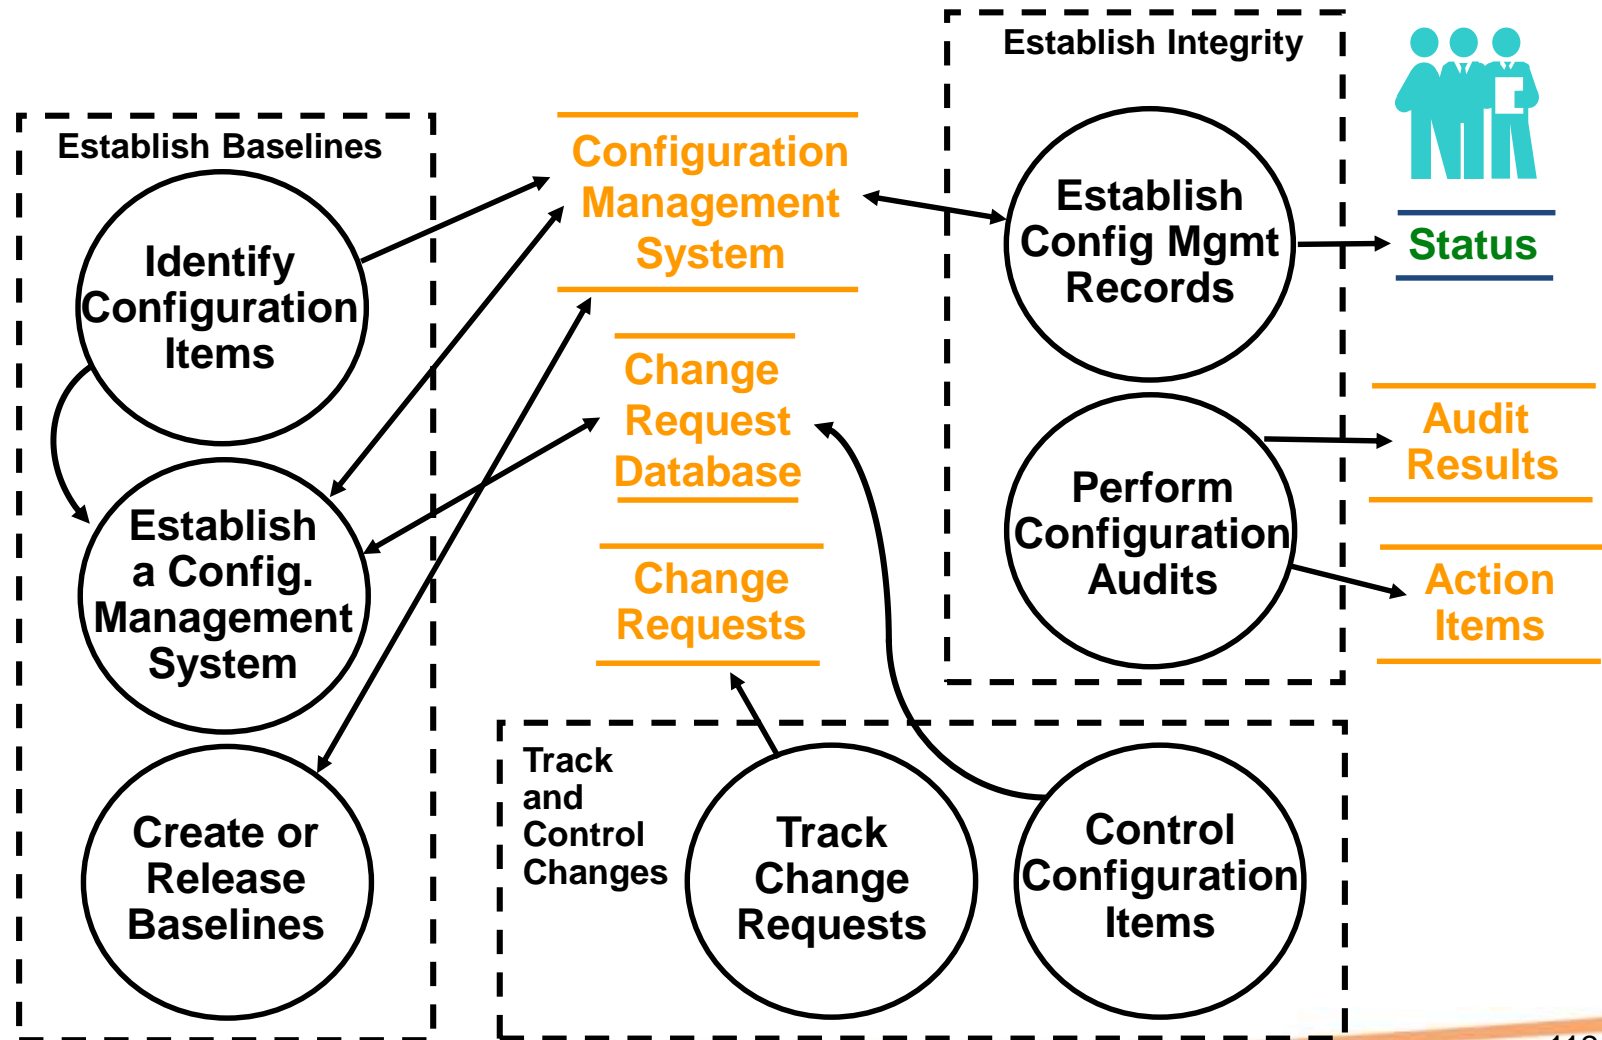 Establish Baselines
Identify
Configuration
Items
Establish
a Config.
Management
System
Create or
Release
Baselines
Configuration
Management
System
Change
Request
Database
Change
Requests
Track
and
Control
Changes
Track
Change
Requests
Control
Configuration
Items
Establish Integrity
Establish
Config Mgmt
Records
Perform
Configuration
Audits
Status
Audit
Results
Action
Items